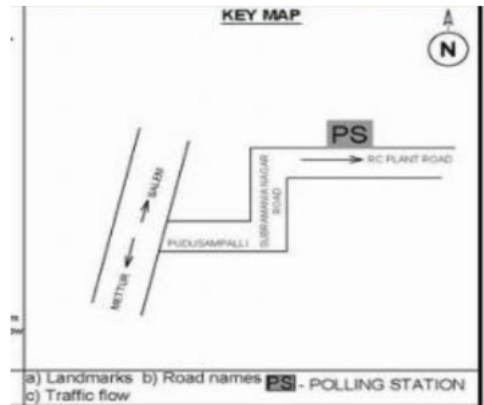 KEY MAP
N
PS
RC PLANT ROAD
SUBRAMANIA NAGAR
ROAD
SALEM
METTUR
PUDUSAMPALLI
a) Landmarks b) Road names PS - POLLING STATION
c) Traffic flow